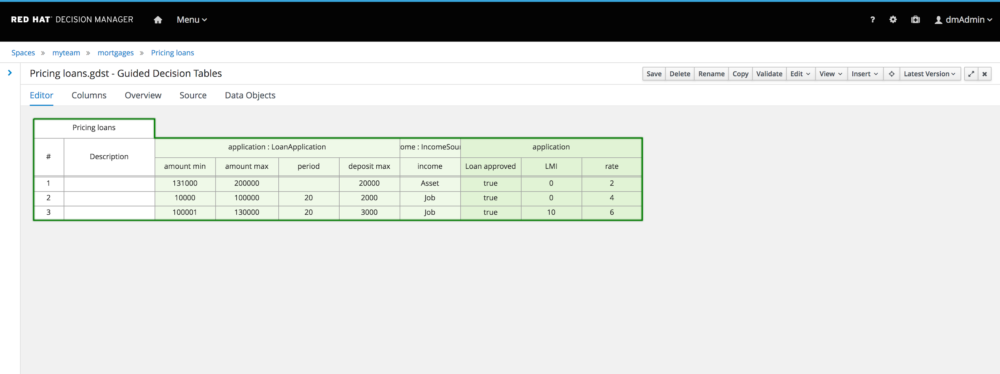 RED HAT DECISION MANAGER Menu ? dmAdmin
Spaces » myteam » mortgages » Pricing loans
Pricing loans.gdst - Guided Decision Tables Save Delete Rename Copy Validate Edit View Insert Latest Version
Editor Columns Overview Source Data Objects
Pricing loans
# Description application : LoanApplication ome : IncomeSour application
amount min amount max period deposit max income Loan approved LMI rate
1 131000 200000 20000 Asset true 0 2
2 10000 100000 20 2000 Job true 0 4
3 100001 130000 20 3000 Job true 10 6